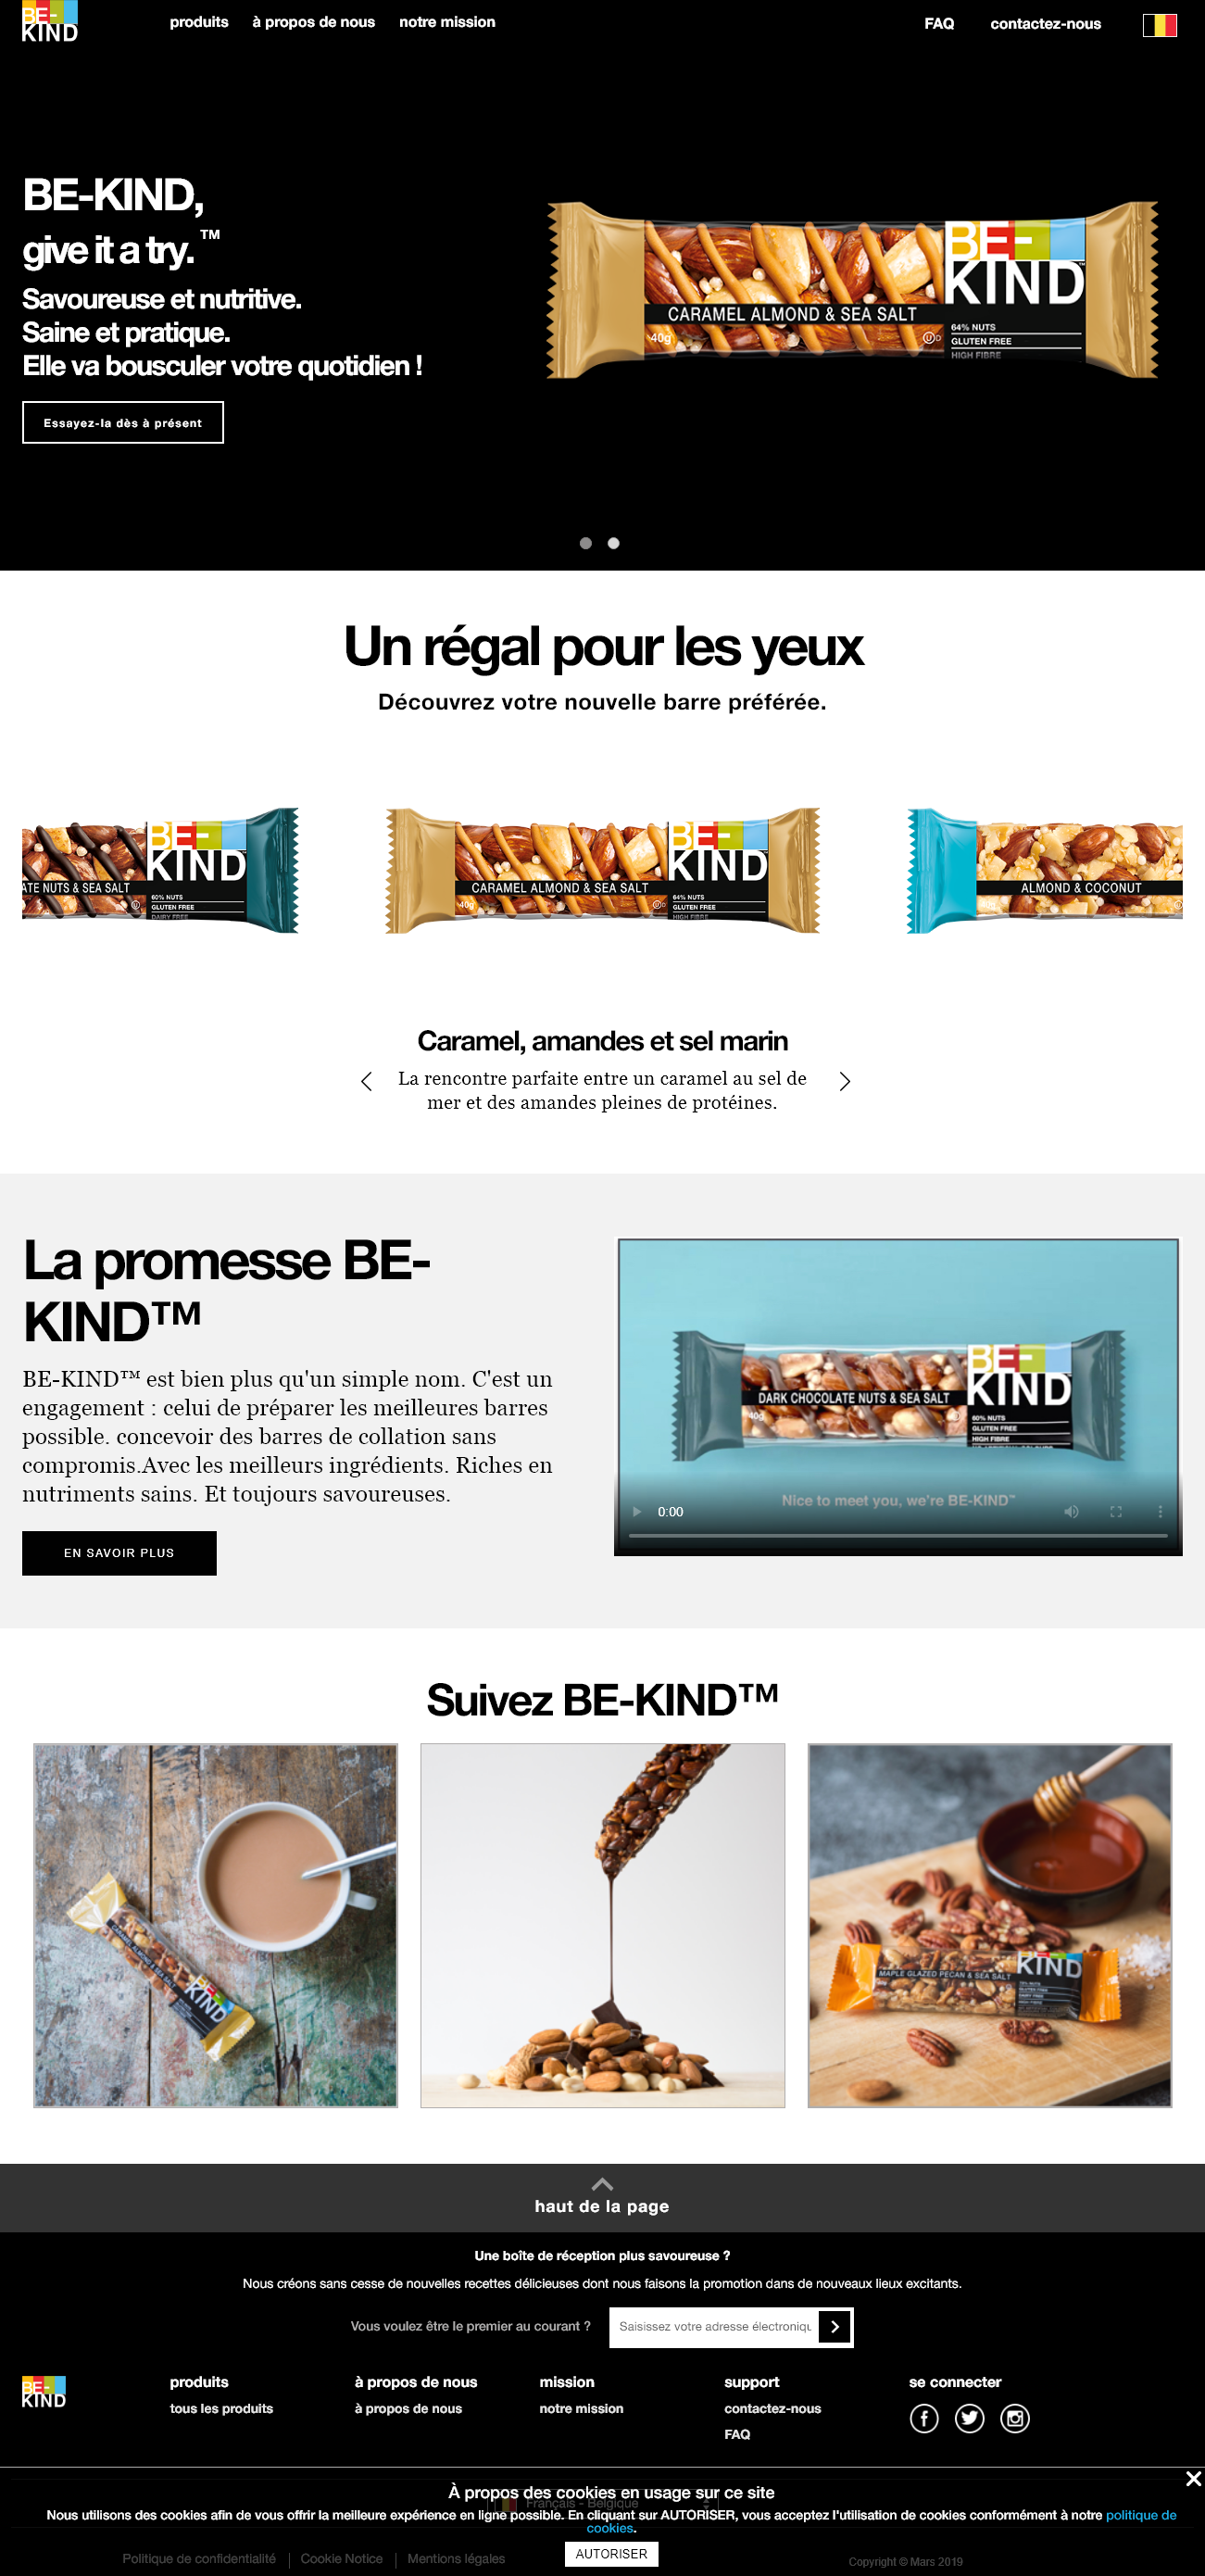 BE-KIND
produits
à propos de nous
notre mission
FAQ
contactez-nous
BE-KIND,
give it a try.™
Savoureuse et nutritive.
Saine et pratique.
Elle va bousculer votre quotidien !
Essayez-la dès à présent
BE-KIND™
CARAMEL ALMOND & SEA SALT
40g
64% NUTS
GLUTEN FREE
HIGH FIBRE
Un régal pour les yeux
Découvrez votre nouvelle barre préférée.
BE-KIND
ATE NUTS & SEA SALT
60% NUTS
GLUTEN FREE
DAIRY FREE
BE-KIND™
CARAMEL ALMOND & SEA SALT
40g
64% NUTS
GLUTEN FREE
HIGH FIBRE
ALMOND & COCONUT
40g
Caramel, amandes et sel marin
La rencontre parfaite entre un caramel au sel de
mer et des amandes pleines de protéines.
La promesse BE-
KIND™
BE-KIND™ est bien plus qu'un simple nom. C'est un
engagement : celui de préparer les meilleures barres
possible. concevoir des barres de collation sans
compromis.Avec les meilleurs ingrédients. Riches en
nutriments sains. Et toujours savoureuses.
EN SAVOIR PLUS
BE-KIND
DARK CHOCOLATE NUTS & SEA SALT
40g
60% NUTS
GLUTEN FREE
HIGH FIBRE
Nice to meet you, we're BE-KIND™
0:00
Suivez BE-KIND™
CARAMEL ALMOND & SEA SALT
BE-KIND
MAPLE GLAZED PECAN & SEA SALT
KIND
haut de la page
Une boîte de réception plus savoureuse ?
Nous créons sans cesse de nouvelles recettes délicieuses dont nous faisons la promotion dans de nouveaux lieux excitants.
Vous voulez être le premier au courant ?
Saisissez votre adresse électroniqu
BE-KIND
produits
tous les produits
à propos de nous
à propos de nous
mission
notre mission
support
contactez-nous
FAQ
se connecter
À propos des cookies en usage sur ce site
Français - Belgique
Nous utilisons des cookies afin de vous offrir la meilleure expérience en ligne possible. En cliquant sur AUTORISER, vous acceptez l'utilisation de cookies conformément à notre politique de
cookies.
AUTORISER
Politique de confidentialité
Cookie Notice
Mentions légales
Copyright © Mars 2019